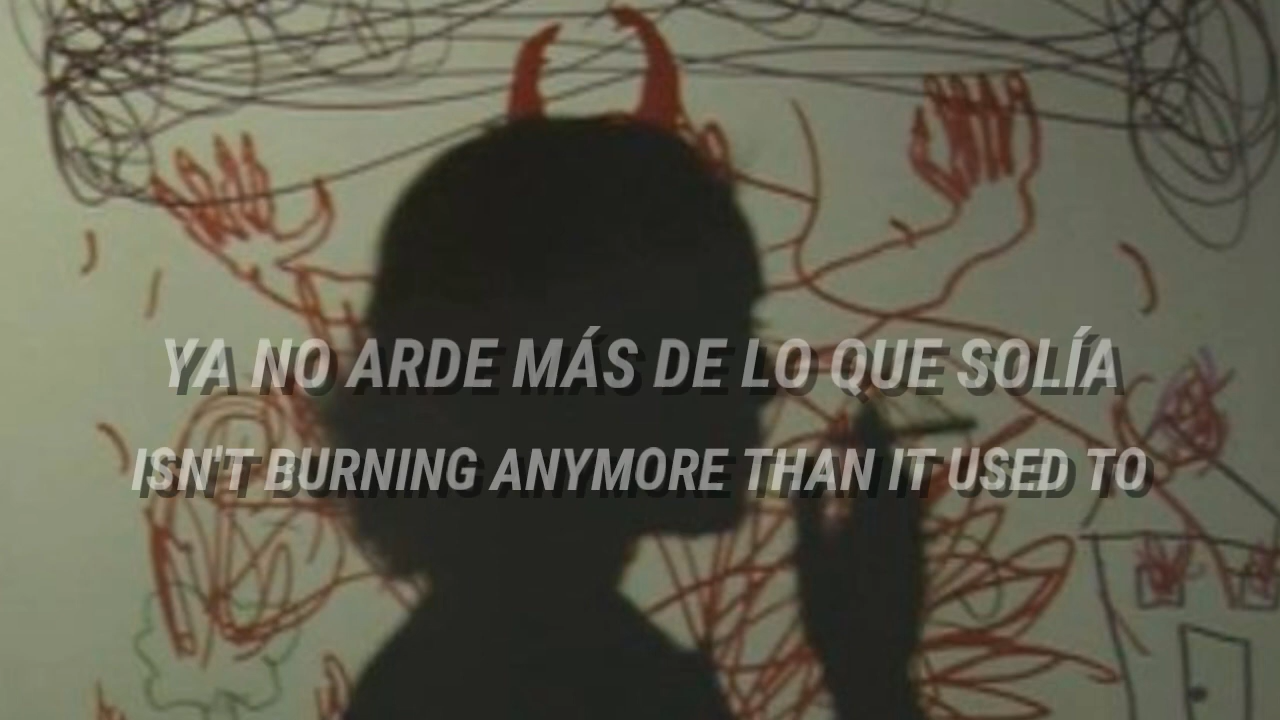 YA NO ARDE MÁS DE LO QUE SOLÍA
ISN'T BURNING ANYMORE THAN IT USED TO